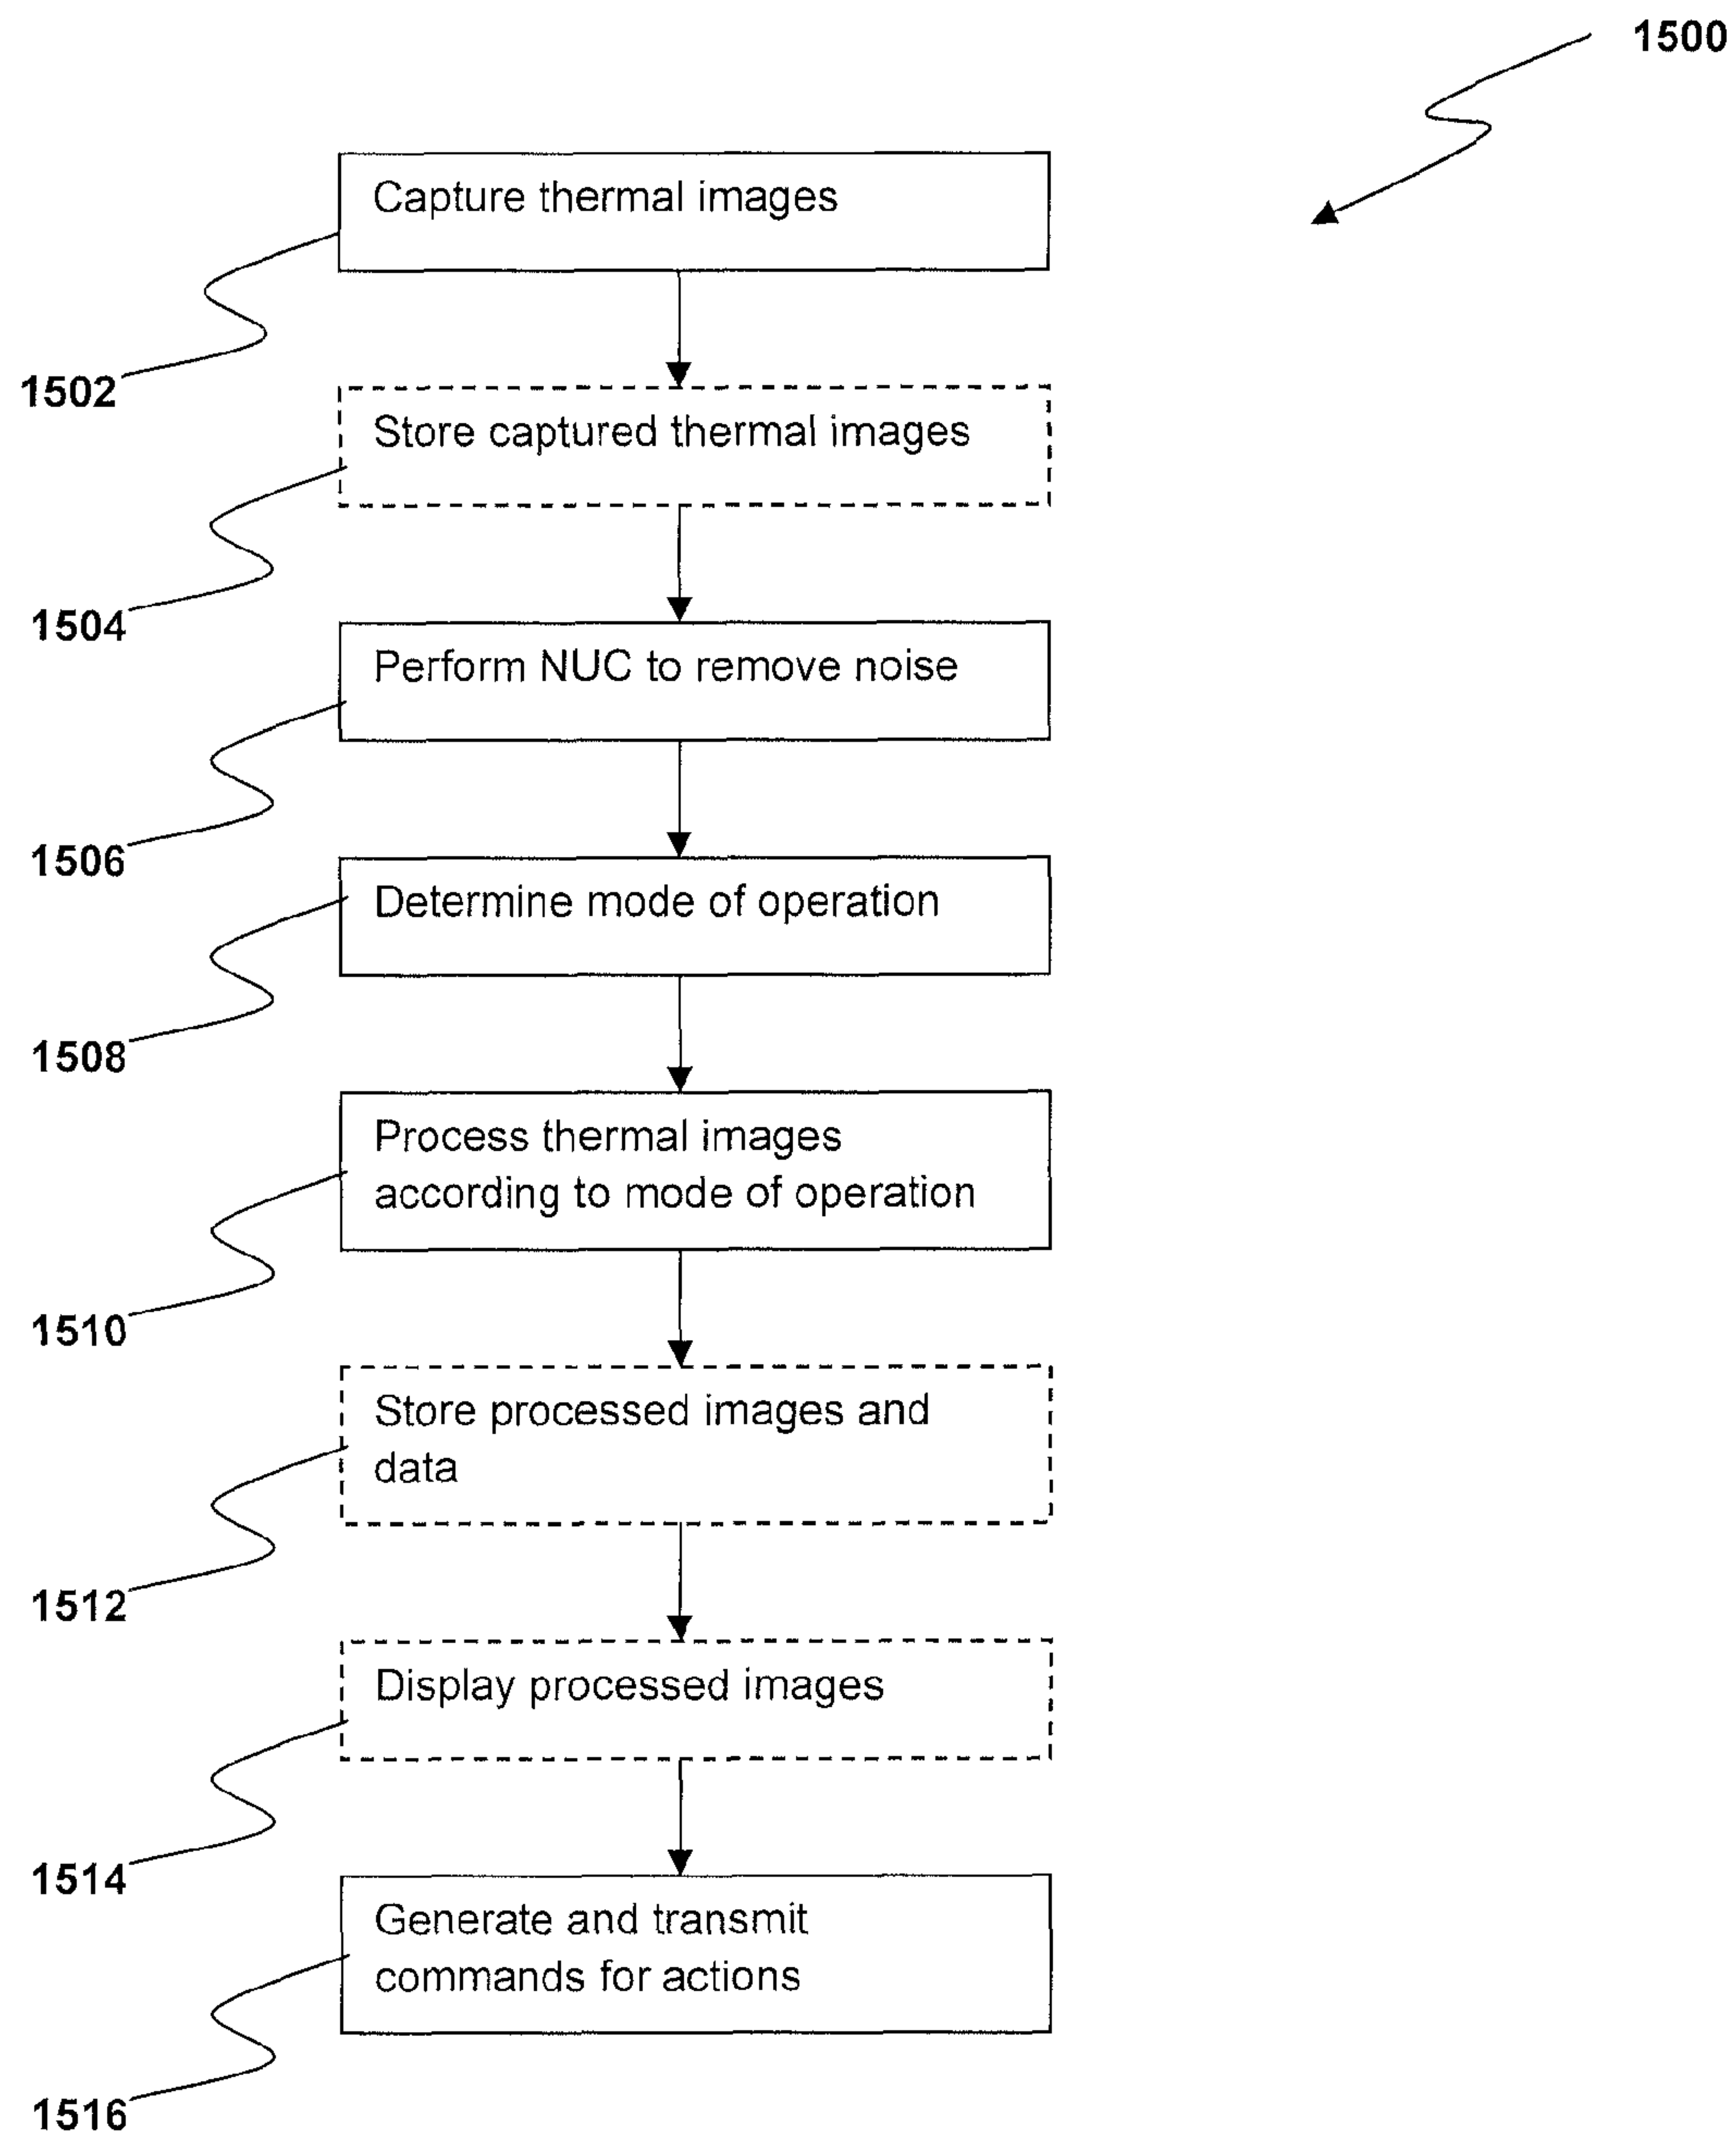 1500
Capture thermal images
1502
Store captured thermal images
1504
Perform NUC to remove noise
1506
Determine mode of operation
1508
Process thermal images
according to mode of operation
1510
Store processed images and
data
1512
Display processed images
1514
Generate and transmit
commands for actions
1516